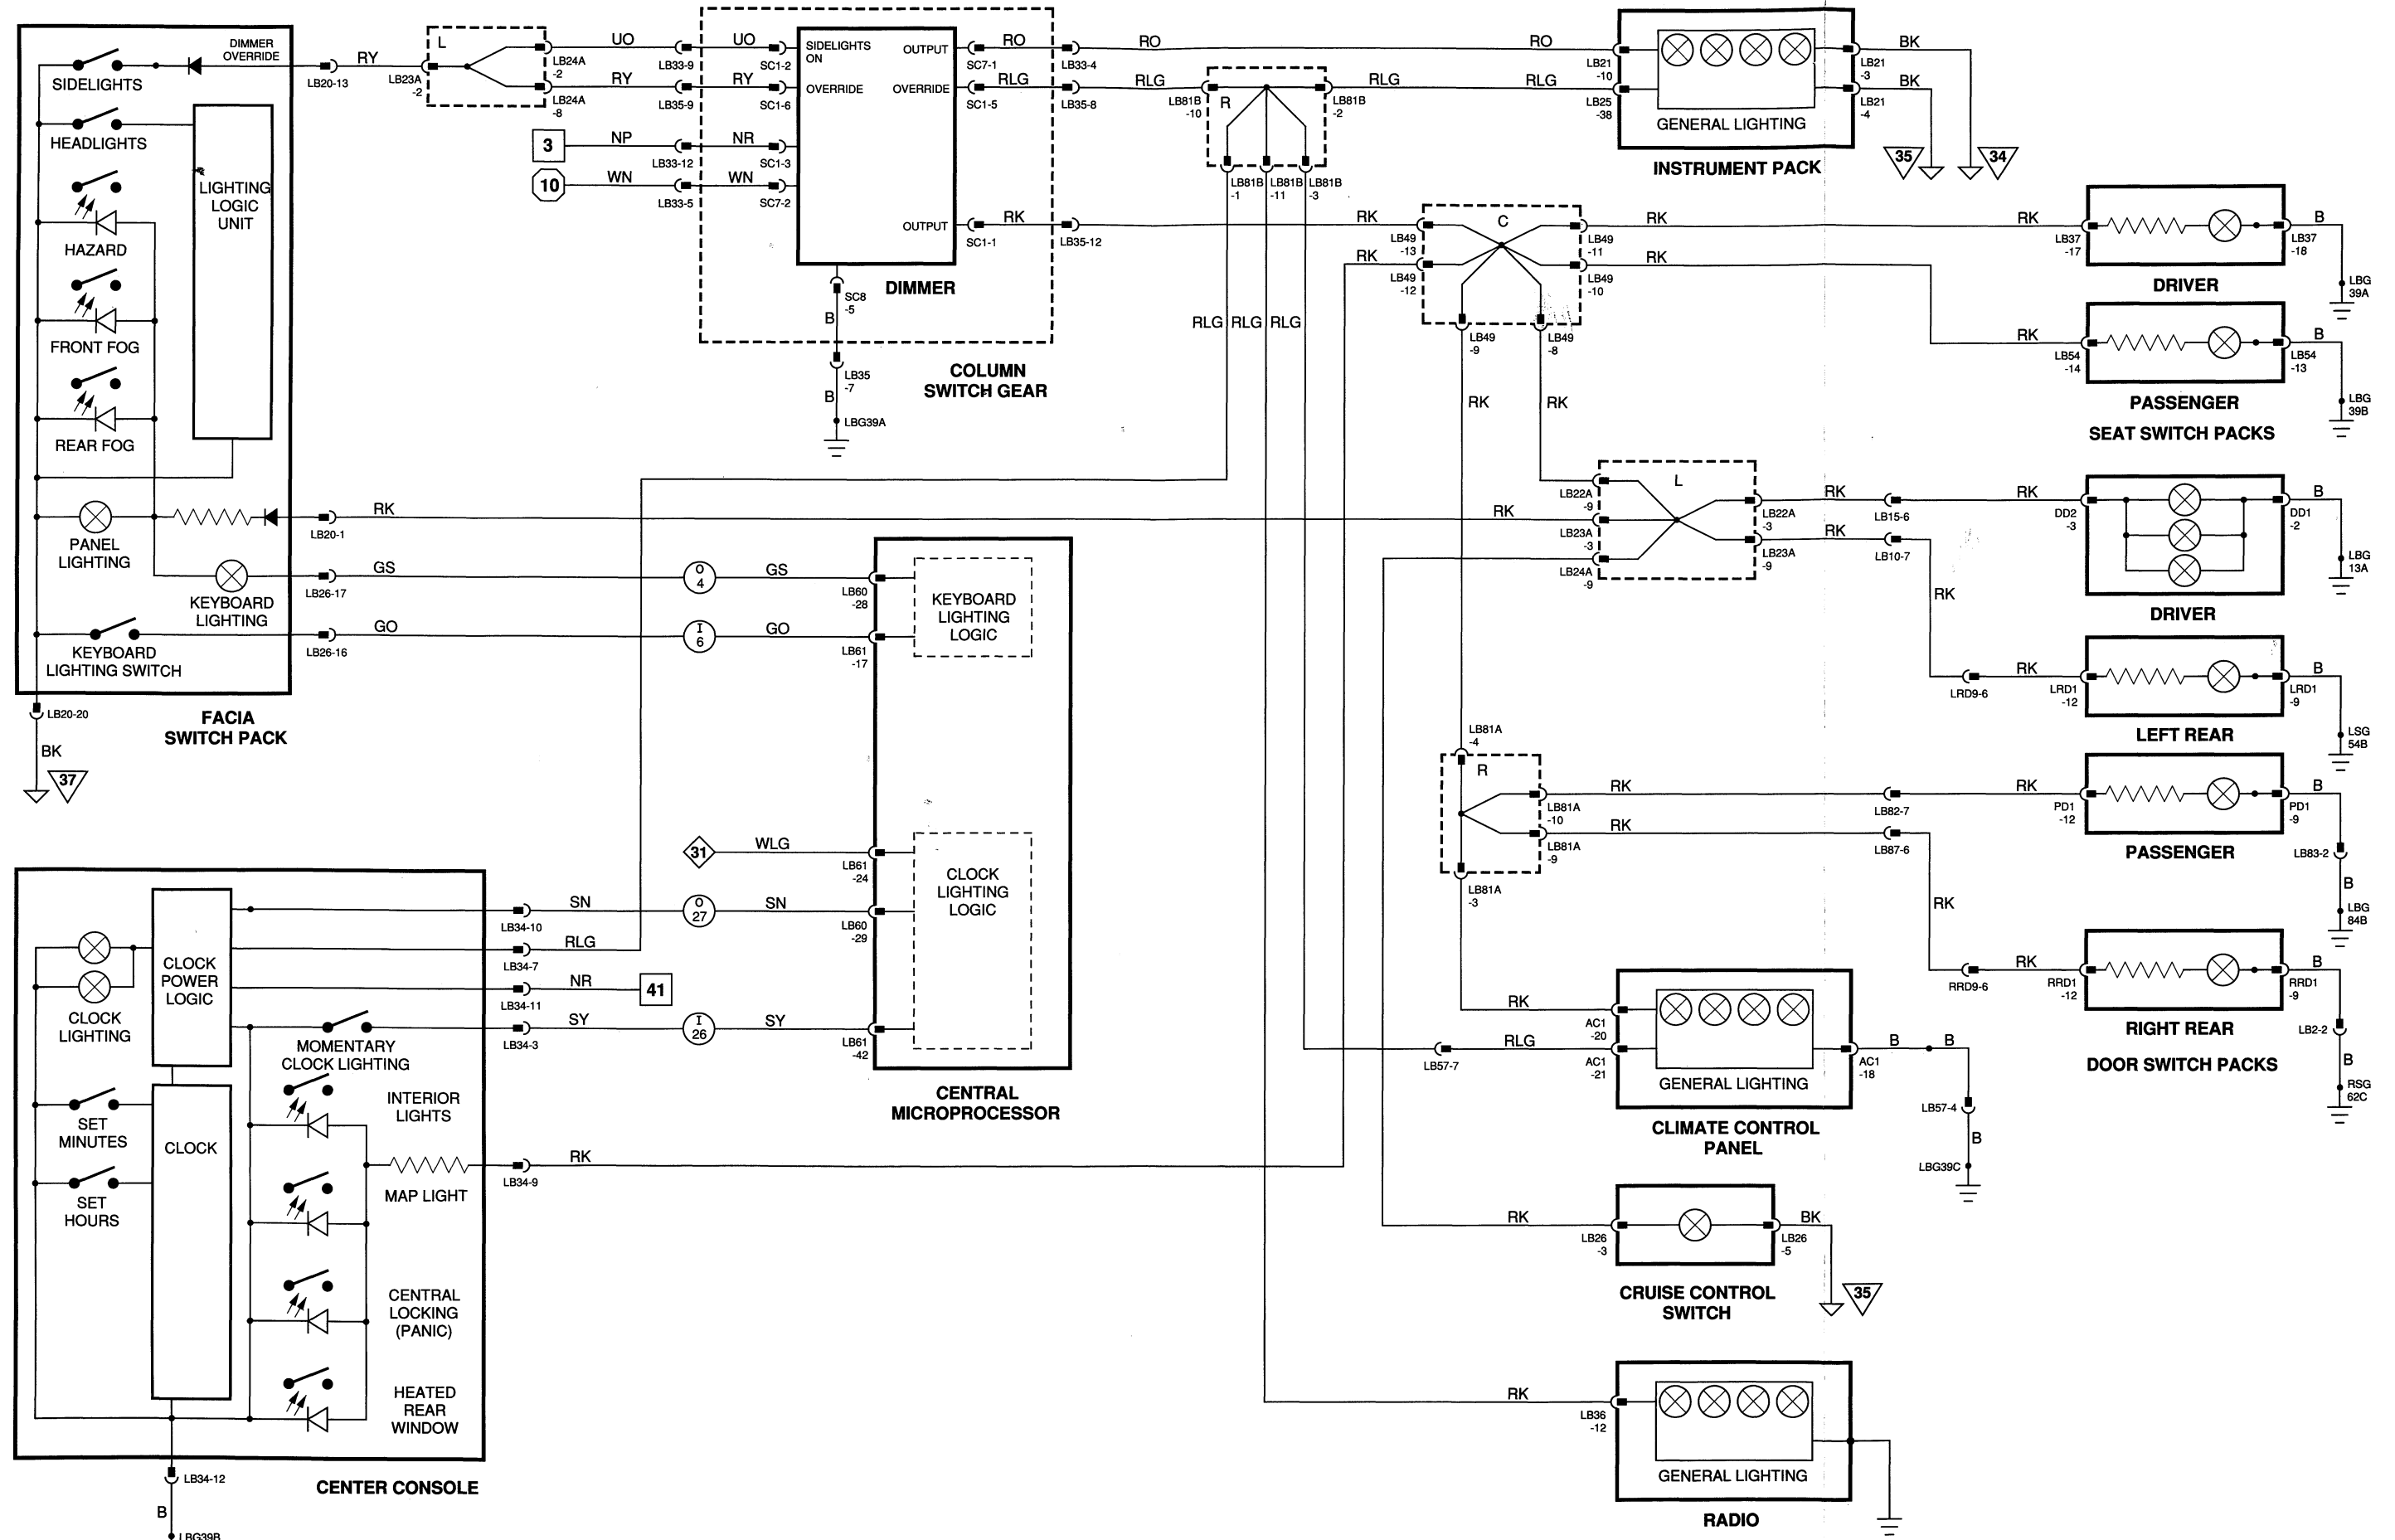 SIDELIGHTS
DIMMER
OVERRIDE
LB20-13
RY
HEADLIGHTS
LIGHTING
LOGIC
UNIT
HAZARD
FRONT FOG
REAR FOG
PANEL
LIGHTING
LB20-1
RK
KEYBOARD
LIGHTING
LB26-17
GS
KEYBOARD
LIGHTING SWITCH
LB26-16
GO
LB20-20
BK
37
FACIA
SWITCH PACK
L
LB23A
-2
LB24A
-2
LB24A
-8
UO
LB33-9
UO
SC1-2
RY
LB35-9
RY
SC1-6
3
NP
LB33-12
NR
SC1-3
10
WN
LB33-5
WN
SC7-2
SIDELIGHTS
ON
OVERRIDE
OUTPUT
OVERRIDE
OUTPUT
DIMMER
SC8
-5
B
LB35
-7
B
LBG39A
COLUMN
SWITCH GEAR
SC7-1
RO
LB33-4
RO
RO
SC1-5
RLG
LB35-8
RLG
SC1-1
RK
LB35-12
RK
LB81B
-10
R
LB81B
-2
RLG
RLG
LB81B
-1
LB81B
-11
LB81B
-3
RLG
RLG
RLG
LB21
-10
LB25
-38
GENERAL LIGHTING
INSTRUMENT PACK
LB21
-3
BK
LB21
-4
BK
35
34
LB49
-13
RK
LB49
-12
C
LB49
-11
LB49
-10
LB49
-9
LB49
-8
RK
RK
RK
RK
LB37
-17
RK
LB37
-18
B
LBG
39A
DRIVER
RK
LB54
-14
LB54
-13
B
LBG
39B
PASSENGER
SEAT SWITCH PACKS
O
4
GS
LB60
-28
KEYBOARD
LIGHTING
LOGIC
I
6
GO
LB61
-17
31
WLG
LB61
-24
CLOCK
LIGHTING
LOGIC
O
27
SN
LB60
-29
I
26
SY
LB61
-42
CENTRAL
MICROPROCESSOR
RK
LB22A
-9
LB23A
-3
LB24A
-9
L
LB22A
-3
LB23A
-9
RK
LB15-6
RK
DD2
-3
DD1
-2
B
LBG
13A
DRIVER
RK
LB10-7
RK
LRD9-6
RK
LRD1
-12
LRD1
-9
B
LSG
54B
LEFT REAR
LB81A
-4
R
LB81A
-10
LB81A
-9
LB81A
-3
RK
LB82-7
RK
PD1
-12
PD1
-9
B
LB83-2
B
LBG
84B
PASSENGER
RK
LB87-6
RK
RRD9-6
RK
RRD1
-12
RRD1
-9
B
LB2-2
B
RSG
62C
RIGHT REAR
DOOR SWITCH PACKS
RK
AC1
-20
LB57-7
RLG
AC1
-21
GENERAL LIGHTING
AC1
-18
B
B
LB57-4
B
LBG39C
CLIMATE CONTROL
PANEL
RK
LB26
-3
LB26
-5
BK
35
CRUISE CONTROL
SWITCH
RK
LB36
-12
GENERAL LIGHTING
RADIO
CLOCK
LIGHTING
CLOCK
POWER
LOGIC
LB34-10
SN
LB34-7
RLG
LB34-11
NR
41
LB34-3
SY
MOMENTARY
CLOCK LIGHTING
INTERIOR
LIGHTS
SET
MINUTES
SET
HOURS
CLOCK
MAP LIGHT
LB34-9
RK
CENTRAL
LOCKING
(PANIC)
HEATED
REAR
WINDOW
CENTER CONSOLE
LB34-12
B
LBG39B